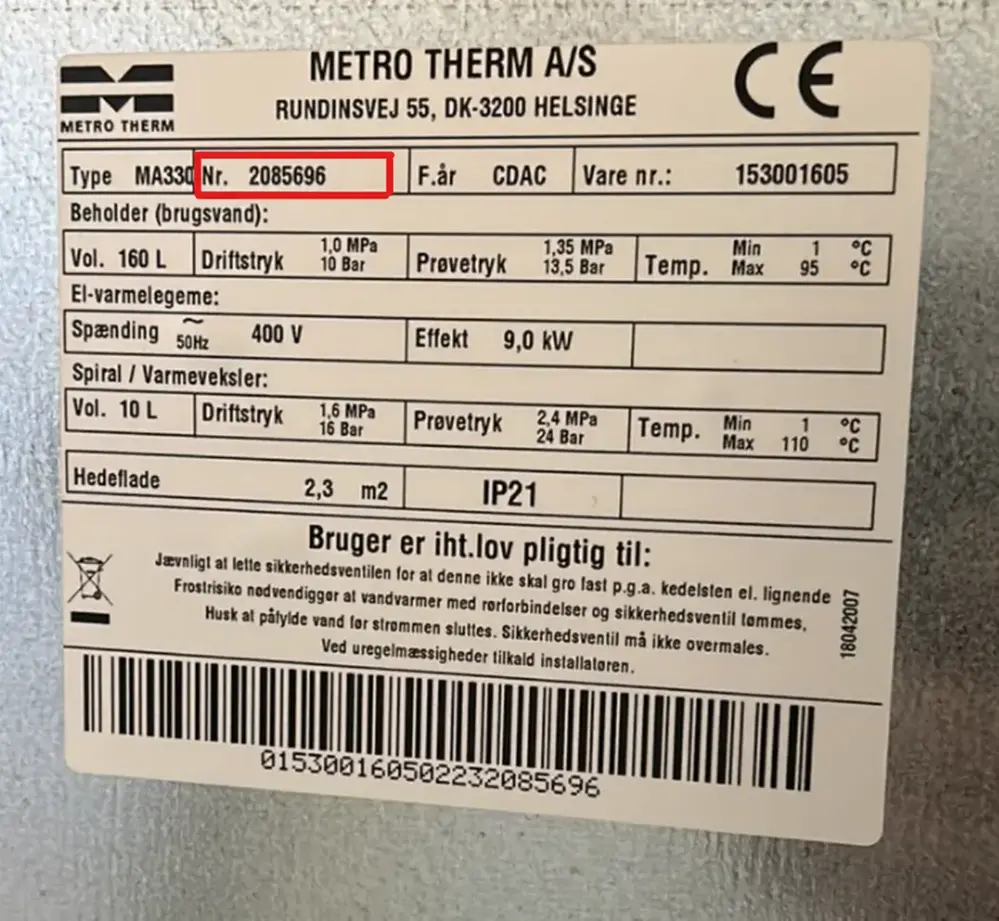 METRO THERM
METRO THERM A/S
RUNDINSVEJ 55, DK-3200 HELSINGE
CE
Type MA330 Nr. 2085696 F.år CDAC Vare nr.: 153001605
Beholder (brugsvand):
Vol. 160 L Driftstryk 1,0 MPa 10 Bar Prøvetryk 1,35 MPa 13,5 Bar Temp. Min 1 °C Max 95 °C
El-varmelegeme:
Spænding ~ 50Hz 400 V Effekt 9,0 kW
Spiral / Varmeveksler:
Vol. 10 L Driftstryk 1,6 MPa 16 Bar Prøvetryk 2,4 MPa 24 Bar Temp. Min 1 °C Max 110 °C
Hedeflade 2,3 m2 IP21
Bruger er iht.lov pligtig til:
Jævnligt at lette sikkerhedsventilen for at denne ikke skal gro fast p.g.a. kedelsten el. lignende
Frostrisiko nødvendiggør at vandvarmer med rørforbindelser og sikkerhedsventil tømmes.
Husk at påfylde vand før strømmen sluttes. Sikkerhedsventil må ikke overmales.
Ved uregelmæssigheder tilkald installatøren.
18042007
015300160502232085696